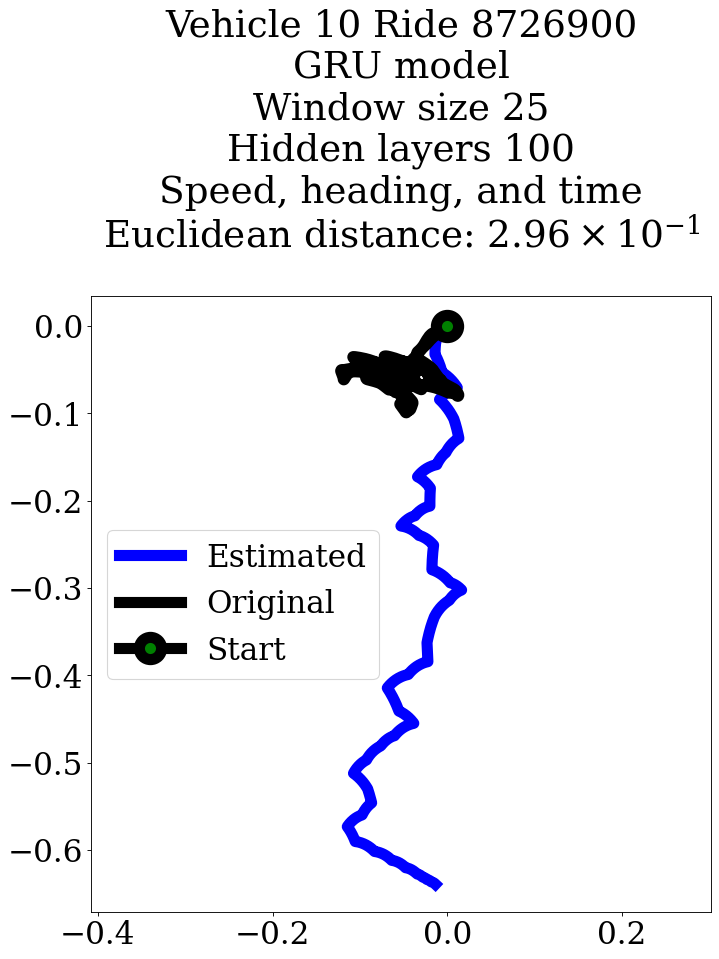 Vehicle 10 Ride 8726900
GRU model
Window size 25
Hidden layers 100
Speed, heading, and time
Euclidean distance: 2.96 × 10⁻¹
0.0
−0.1
−0.2
−0.3
−0.4
−0.5
−0.6
Estimated
Original
Start
−0.4 −0.2 0.0 0.2